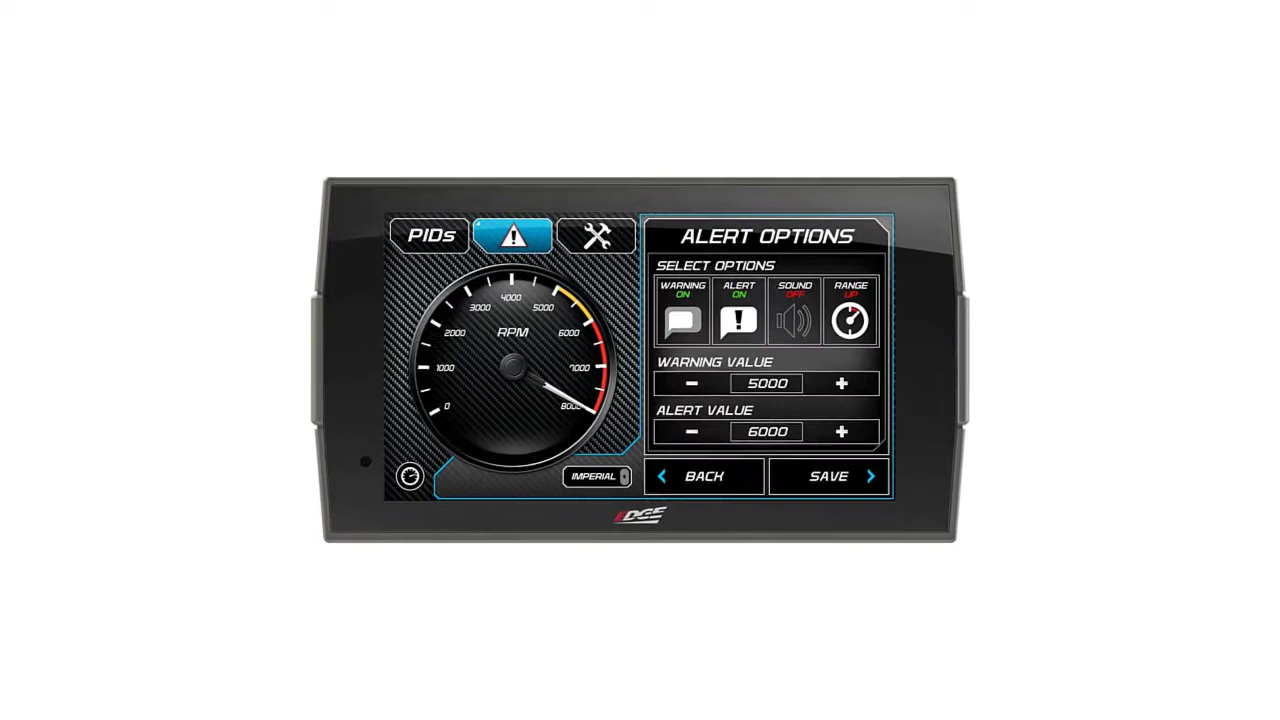 PIDs
ALERT OPTIONS
SELECT OPTIONS
WARNING
ON
ALERT
ON
SOUND
OFF
RANGE
UP
WARNING VALUE
- 5000 +
ALERT VALUE
- 6000 +
BACK
SAVE
0
1000
2000
3000
4000
5000
6000
7000
8000
RPM
IMPERIAL
EDGE